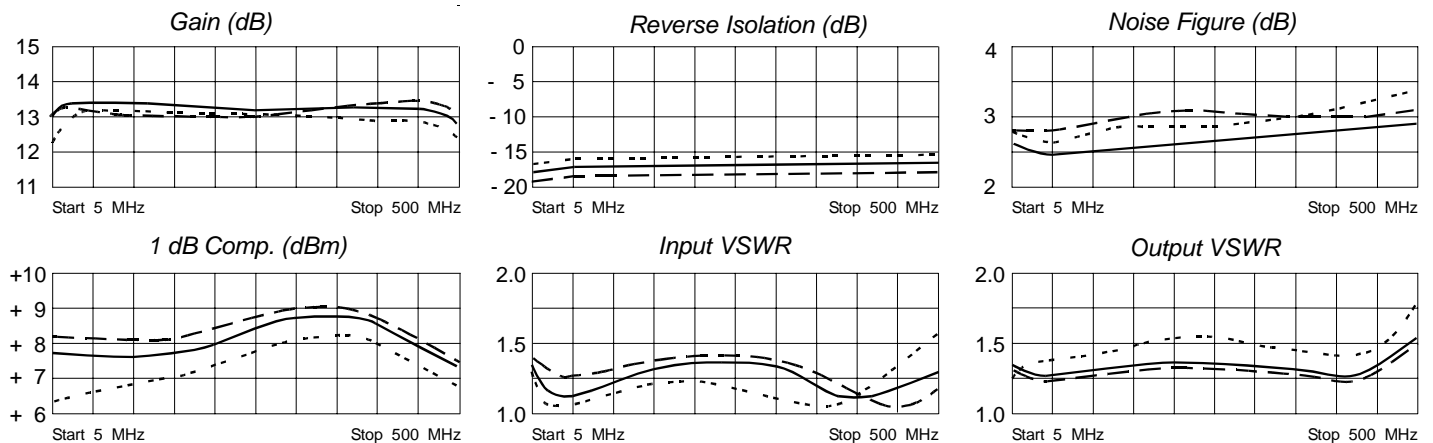 Gain (dB)
15
14
13
12
11
Start 5 MHz
Stop 500 MHz
Reverse Isolation (dB)
0
- 5
- 10
- 15
- 20
Start 5 MHz
Stop 500 MHz
Noise Figure (dB)
4
3
2
Start 5 MHz
Stop 500 MHz
1 dB Comp. (dBm)
+10
+ 9
+ 8
+ 7
+ 6
Start 5 MHz
Stop 500 MHz
Input VSWR
2.0
1.5
1.0
Start 5 MHz
Stop 500 MHz
Output VSWR
2.0
1.5
1.0
Start 5 MHz
Stop 500 MHz